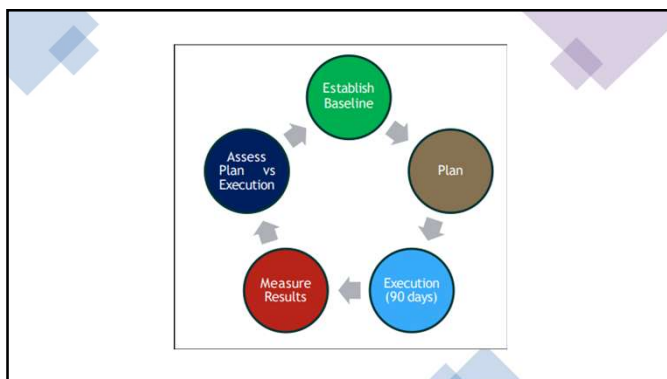 Establish
Baseline
Plan
Execution
(90 days)
Measure
Results
Assess
Plan vs
Execution